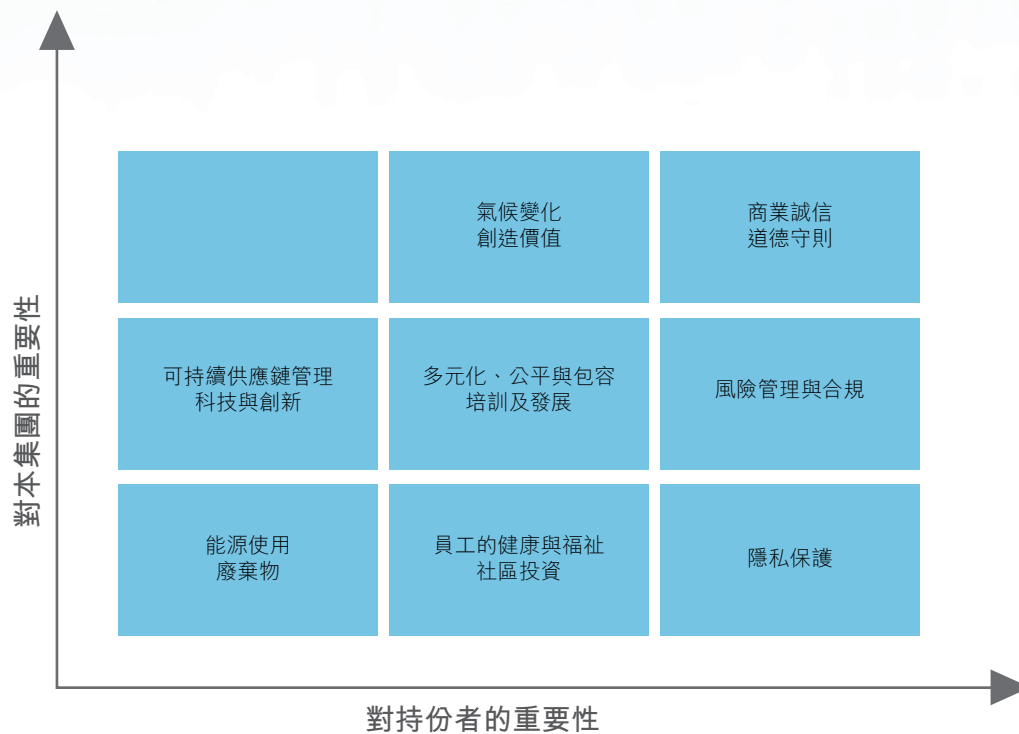 氣候變化
創造價值
商業誠信
道德守則
可持續供應鏈管理
科技與創新
多元化、公平與包容
培訓及發展
風險管理與合規
能源使用
廢棄物
員工的健康與福祉
社區投資
隱私保護
對本集團的重要性
對持份者的重要性